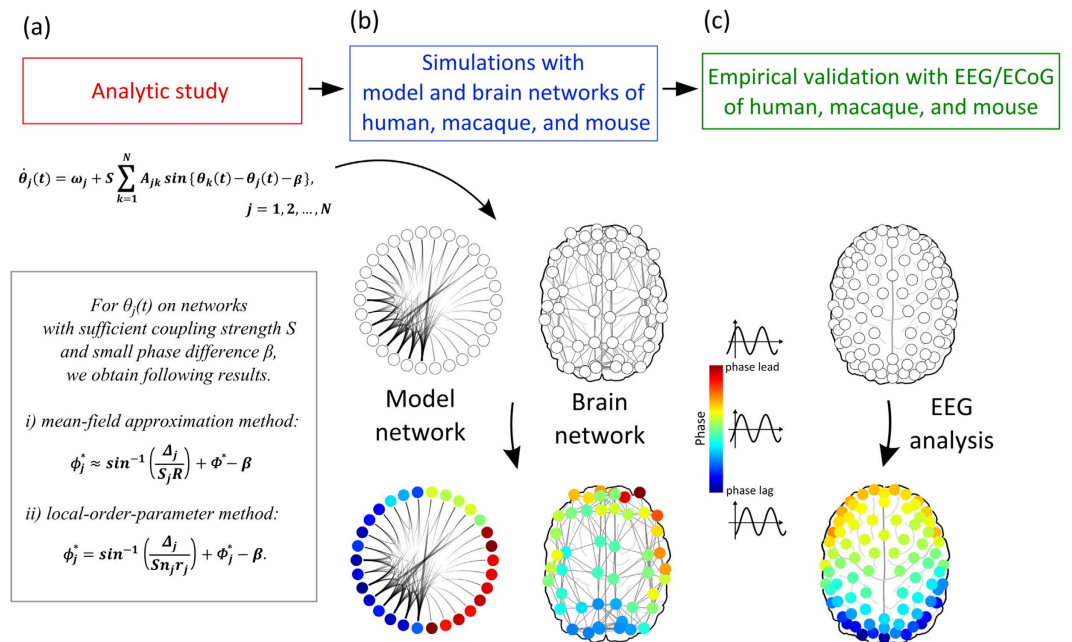 (a)
Analytic study
θ̇ⱼ(t) = ωⱼ + S ∑ₖ₌₁ᴺ Aⱼₖ sin{θₖ(t)−θⱼ(t)−β},
j = 1, 2, ..., N
For θⱼ(t) on networks
with sufficient coupling strength S
and small phase difference β,
we obtain following results.
i) mean-field approximation method:
ϕⱼ* ≈ sin⁻¹(Δⱼ/SⱼR) + Φ* − β
ii) local-order-parameter method:
ϕⱼ* = sin⁻¹(Δⱼ/Snⱼrⱼ) + Φⱼ* − β.
(b)
Simulations with
model and brain networks of
human, macaque, and mouse
Model
network
Brain
network
(c)
Empirical validation with EEG/ECoG
of human, macaque, and mouse
phase lead
Phase
phase lag
EEG
analysis